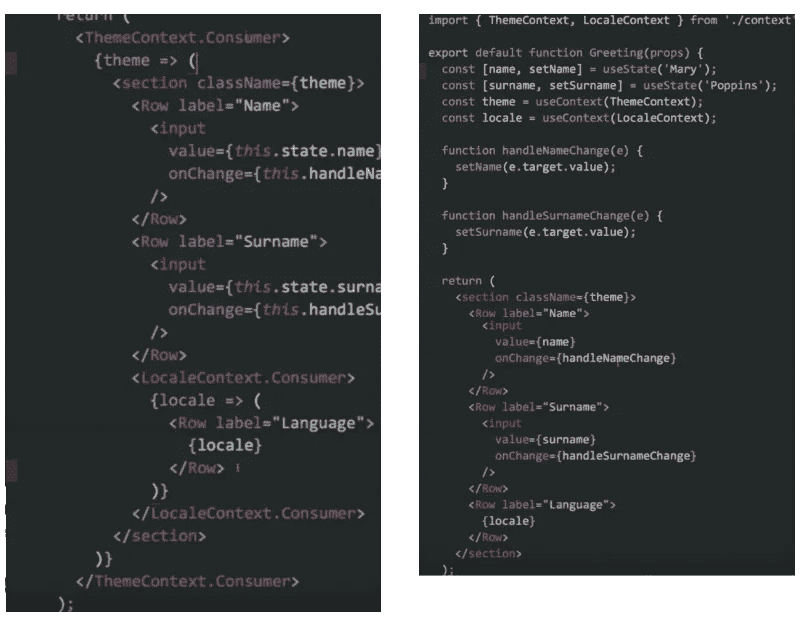 return (
<ThemeContext.Consumer>
{theme => (
<section className={theme}>
<Row label="Name">
<input
value={this.state.name}
onChange={this.handleNa
/>
</Row>
<Row label="Surname">
<input
value={this.state.surna
onChange={this.handleSu
/>
</Row>
<LocaleContext.Consumer>
{locale => (
<Row label="Language">
{locale}
</Row>
)}
</LocaleContext.Consumer>
</section>
)}
</ThemeContext.Consumer>
);
import { ThemeContext, LocaleContext } from './context'
export default function Greeting(props) {
const [name, setName] = useState('Mary');
const [surname, setSurname] = useState('Poppins');
const theme = useContext(ThemeContext);
const locale = useContext(LocaleContext);
function handleNameChange(e) {
setName(e.target.value);
}
function handleSurnameChange(e) {
setSurname(e.target.value);
}
return (
<section className={theme}>
<Row label="Name">
<input
value={name}
onChange={handleNameChange}
/>
</Row>
<Row label="Surname">
<input
value={surname}
onChange={handleSurnameChange}
/>
</Row>
<Row label="Language">
{locale}
</Row>
</section>
);